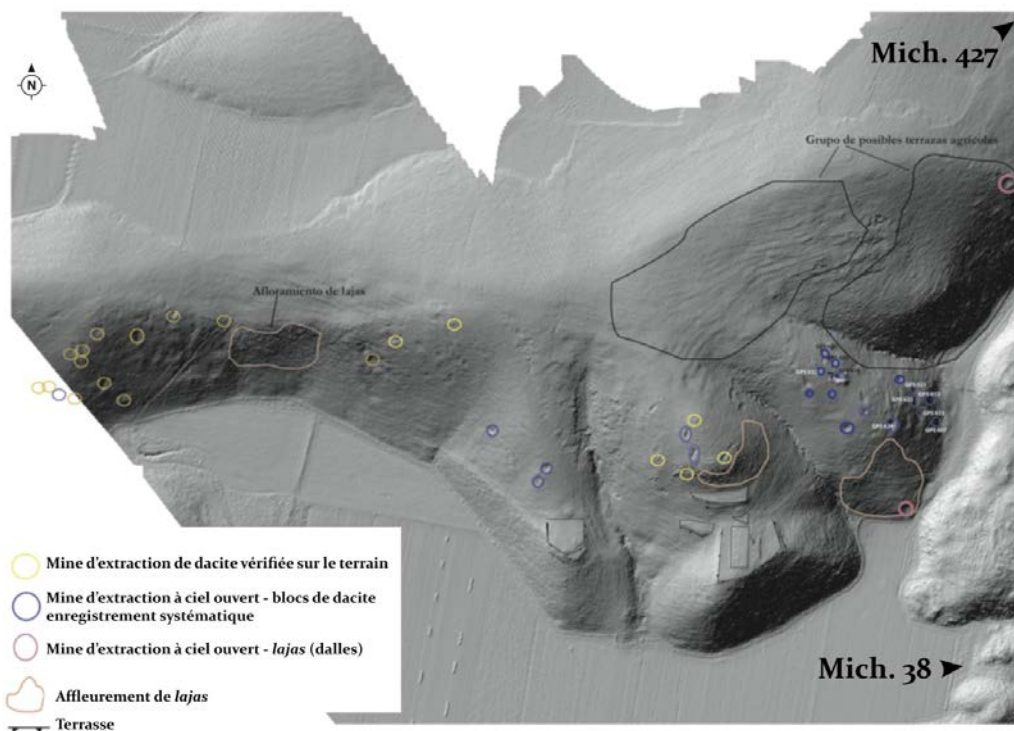 Mich. 427
N
Grupo de posibles terrazas agrícolas
Afloramiento de lajas
Mine d'extraction de dacite vérifiée sur le terrain
Mine d'extraction à ciel ouvert - blocs de dacite
enregistrement systématique
Mine d'extraction à ciel ouvert - lajas (dalles)
Affleurement de lajas
Terrasse
Mich. 38